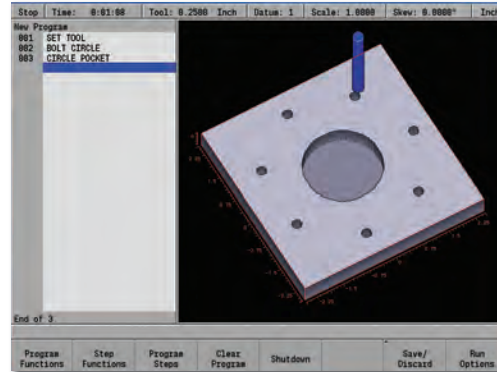 Stop Time: 0:01:08 Tool: 0.2500 Inch Datum: 1 Scale: 1.0000 Skew: 0.0000° Inch
New Program
001 SET TOOL
002 BOLT CIRCLE
003 CIRCLE POCKET
End of 3
Program Functions
Step Functions
Program Steps
Clear Program
Shutdown
Save/ Discard
Run Options